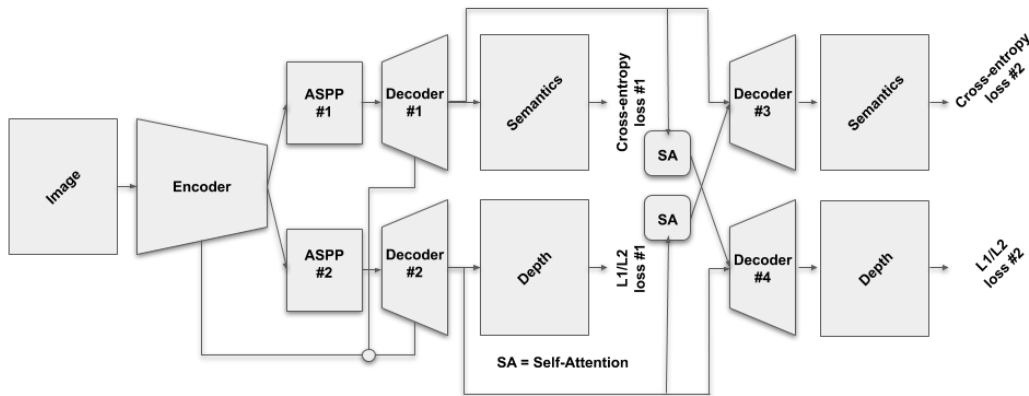 Image
Encoder
ASPP
#1
Decoder
#1
Semantics
Cross-entropy
loss #1
SA
Decoder
#3
Semantics
Cross-entropy
loss #2
ASPP
#2
Decoder
#2
Depth
L1/L2
loss #1
SA
Decoder
#4
Depth
L1/L2
loss #2
SA = Self-Attention